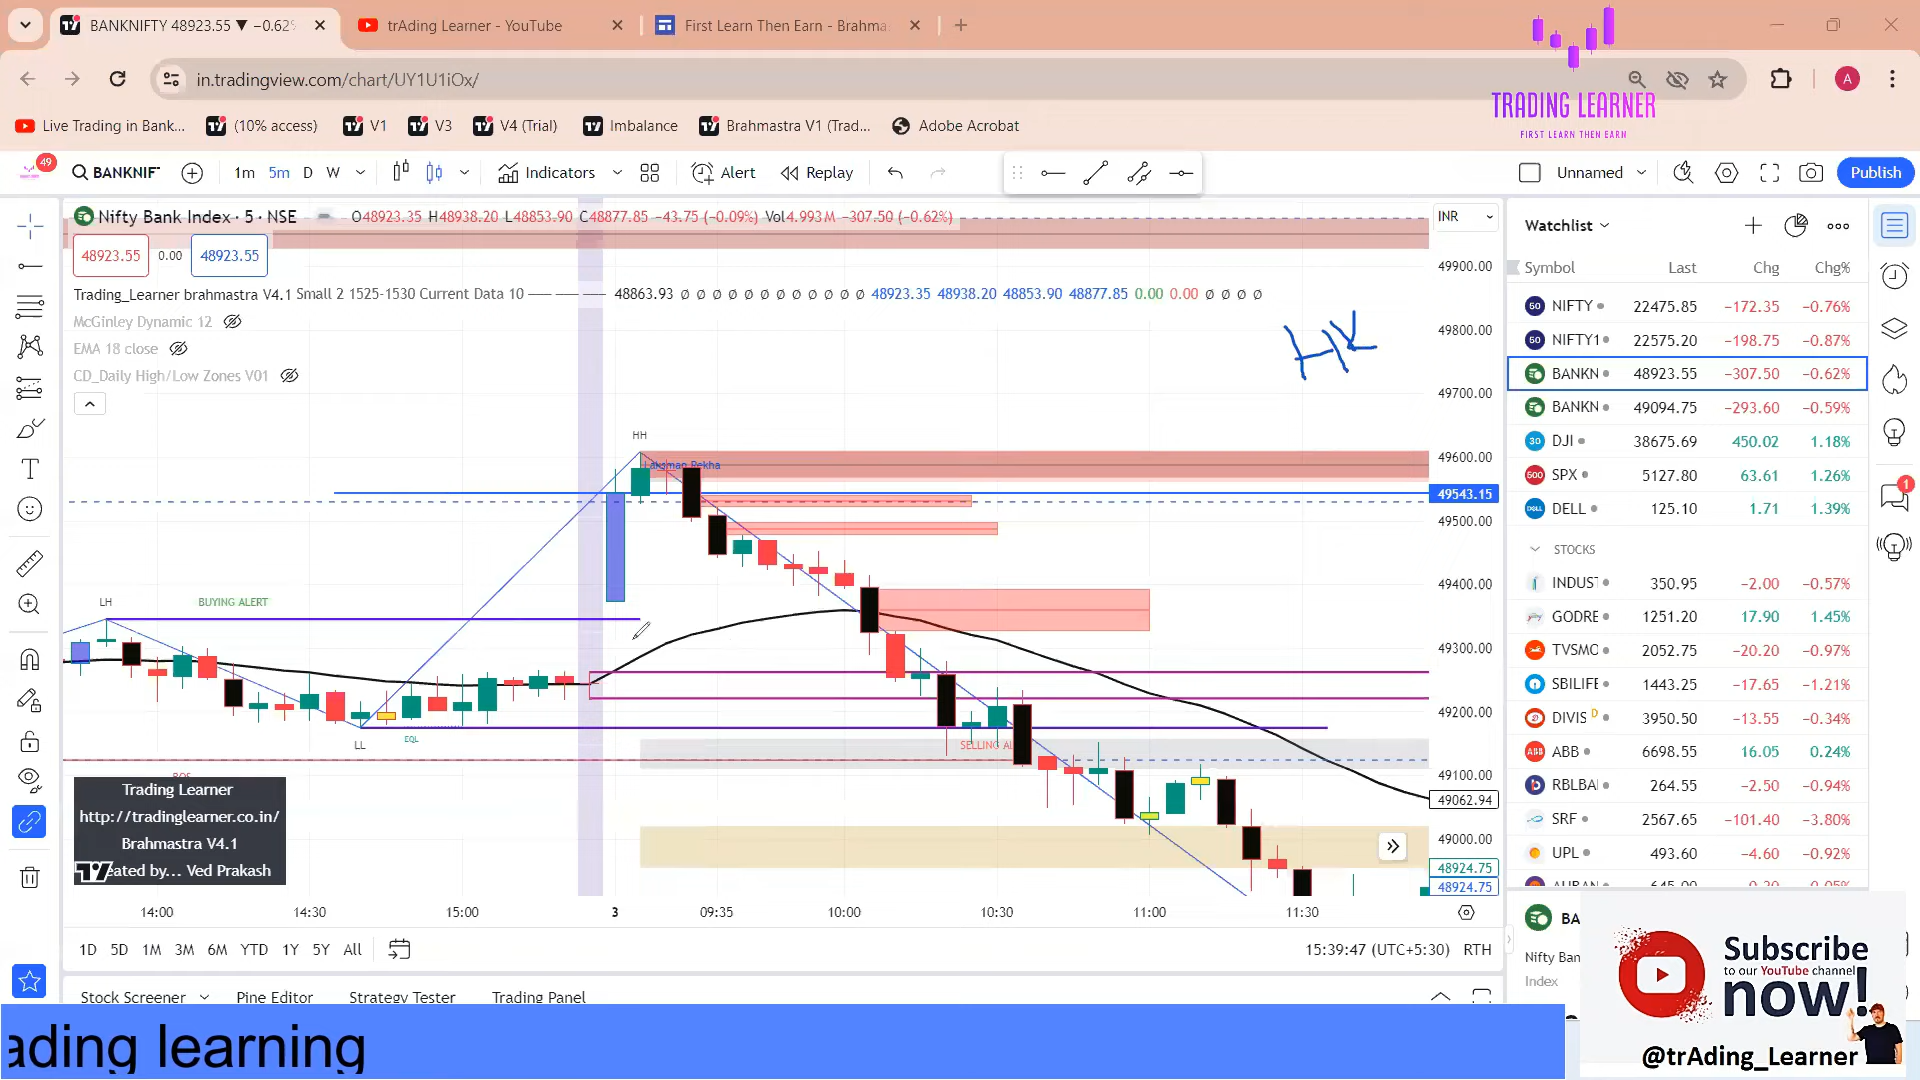 BANKNIFTY 48923.55 ▼ −0.62%
trAding Learner - YouTube
First Learn Then Earn - Brahma
in.tradingview.com/chart/UY1U1iOx/
A
TRADING LEARNER
FIRST LEARN THEN EARN
Live Trading in Bank...
(10% access)
V1
V3
V4 (Trial)
Imbalance
Brahmastra V1 (Trad...
Adobe Acrobat
49
BANKNIF
1m
5m
D
W
Indicators
Alert
Replay
Unnamed
Publish
Nifty Bank Index · 5 · NSE
O48923.35 H48938.20 L48853.90 C48877.85 −43.75 (−0.09%) Vol4.993M −307.50 (−0.62%)
INR
48923.55
0.00
48923.55
Trading_Learner brahmastra V4.1 Small 2 1525-1530 Current Data 10
48863.93 ø ø ø ø ø ø ø ø ø ø ø ø 48923.35 48938.20 48853.90 48877.85 0.00 0.00 ø ø ø ø
McGinley Dynamic 12
EMA 18 close
CD_Daily High/Low Zones V01
HH
Laksman Rekha
LH
BUYING ALERT
LL
EQL
BOS
Trading Learner
http://tradinglearner.co.in/
Brahmastra V4.1
eated by... Ved Prakash
49900.00
49800.00
49700.00
49600.00
49543.15
49500.00
49400.00
49300.00
49200.00
49100.00
49062.94
49000.00
48924.75
48924.75
14:00
14:30
15:00
3
09:35
10:00
10:30
11:00
11:30
1D
5D
1M
3M
6M
YTD
1Y
5Y
All
15:39:47 (UTC+5:30)
RTH
Stock Screener
Pine Editor
Strategy Tester
Trading Panel
Watchlist
Symbol Last Chg Chg%
NIFTY 22475.85 −172.35 −0.76%
NIFTY1 22575.20 −198.75 −0.87%
BANKN 48923.55 −307.50 −0.62%
BANKN 49094.75 −293.60 −0.59%
DJI 38675.69 450.02 1.18%
SPX 5127.80 63.61 1.26%
DELL 125.10 1.71 1.39%
STOCKS
INDUS 350.95 −2.00 −0.57%
GODRE 1251.20 17.90 1.45%
TVSMO 2052.75 −20.20 −0.97%
SBILIFE 1443.25 −17.65 −1.21%
DIVIS D 3950.50 −13.55 −0.34%
ABB 6698.55 16.05 0.24%
RBLBA 264.55 −2.50 −0.94%
SRF 2567.65 −101.40 −3.80%
UPL 493.60 −4.60 −0.92%
1
BA
Nifty Ban
Index
Subscribe
to our YouTube channel
now!
@trAding_Learner
ading learning